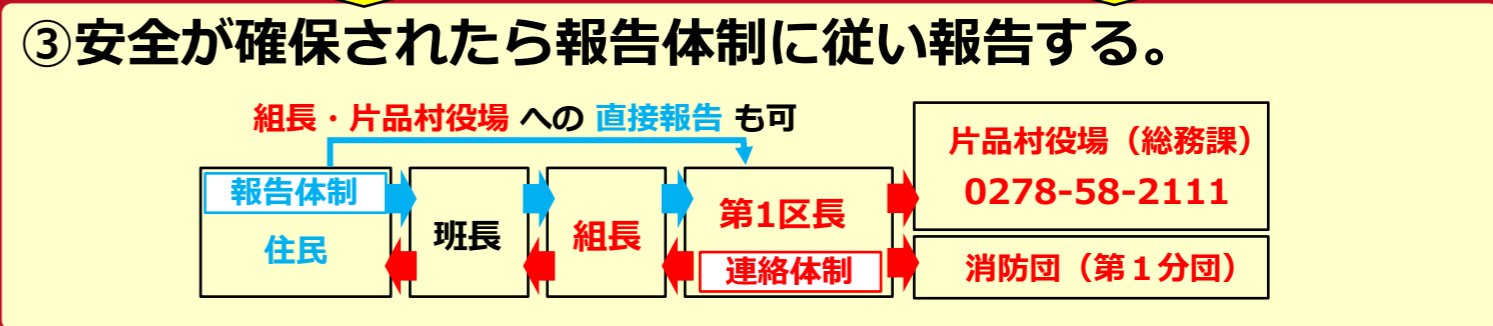 ③安全が確保されたら報告体制に従い報告する。
組長・片品村役場 への 直接報告 も可
報告体制
住民
班長
組長
第1区長
連絡体制
片品村役場（総務課）
0278-58-2111
消防団（第１分団）